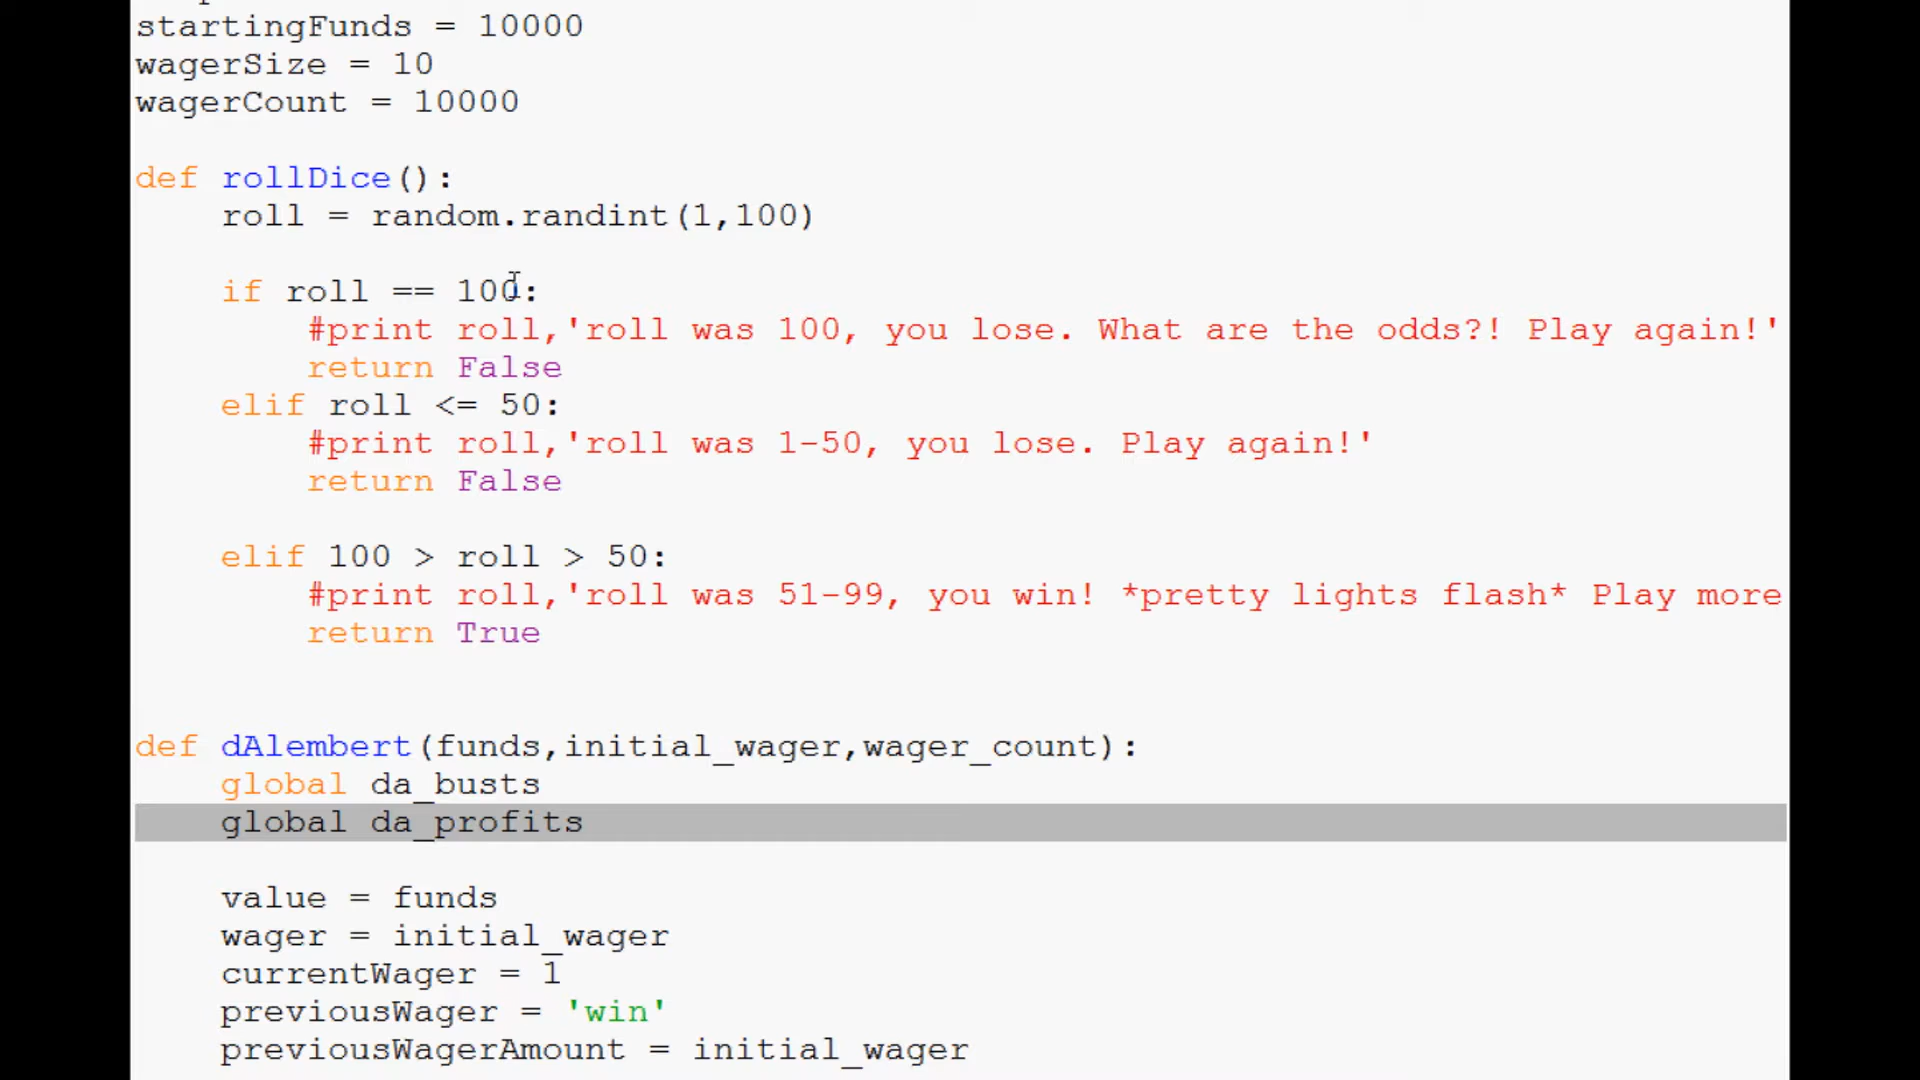 startingFunds = 10000
wagerSize = 10
wagerCount = 10000
def rollDice():
    roll = random.randint(1,100)
    if roll == 100:
        #print roll,'roll was 100, you lose. What are the odds?! Play again!'
        return False
    elif roll <= 50:
        #print roll,'roll was 1-50, you lose. Play again!'
        return False
    elif 100 > roll > 50:
        #print roll,'roll was 51-99, you win! *pretty lights flash* Play more
        return True
def dAlembert(funds,initial_wager,wager_count):
    global da_busts
    global da_profits
    value = funds
    wager = initial_wager
    currentWager = 1
    previousWager = 'win'
    previousWagerAmount = initial_wager